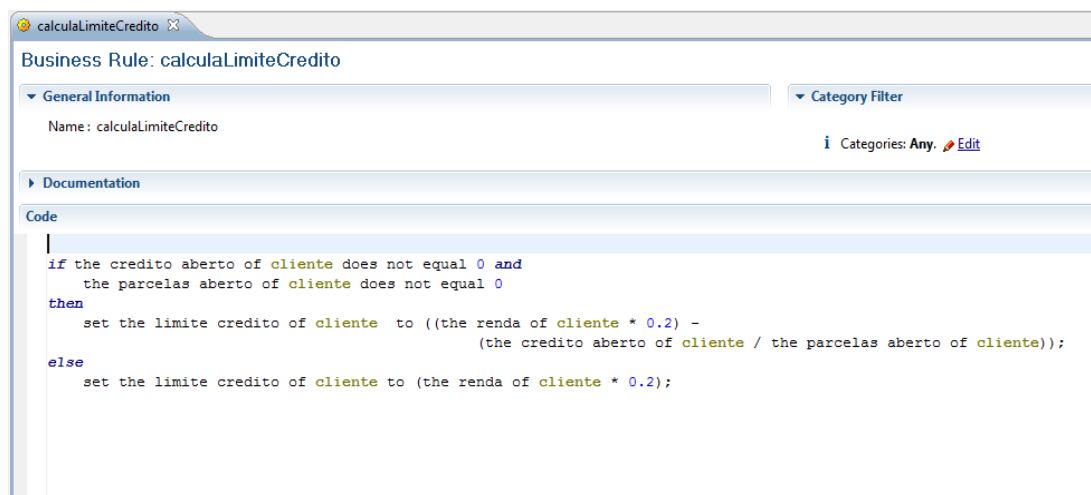 calculaLimiteCredito
Business Rule: calculaLimiteCredito
General Information
Category Filter
Name : calculaLimiteCredito
i Categories: Any. Edit
Documentation
Code
if the credito aberto of cliente does not equal 0 and
the parcelas aberto of cliente does not equal 0
then
set the limite credito of cliente to ((the renda of cliente * 0.2) -
(the credito aberto of cliente / the parcelas aberto of cliente));
else
set the limite credito of cliente to (the renda of cliente * 0.2);